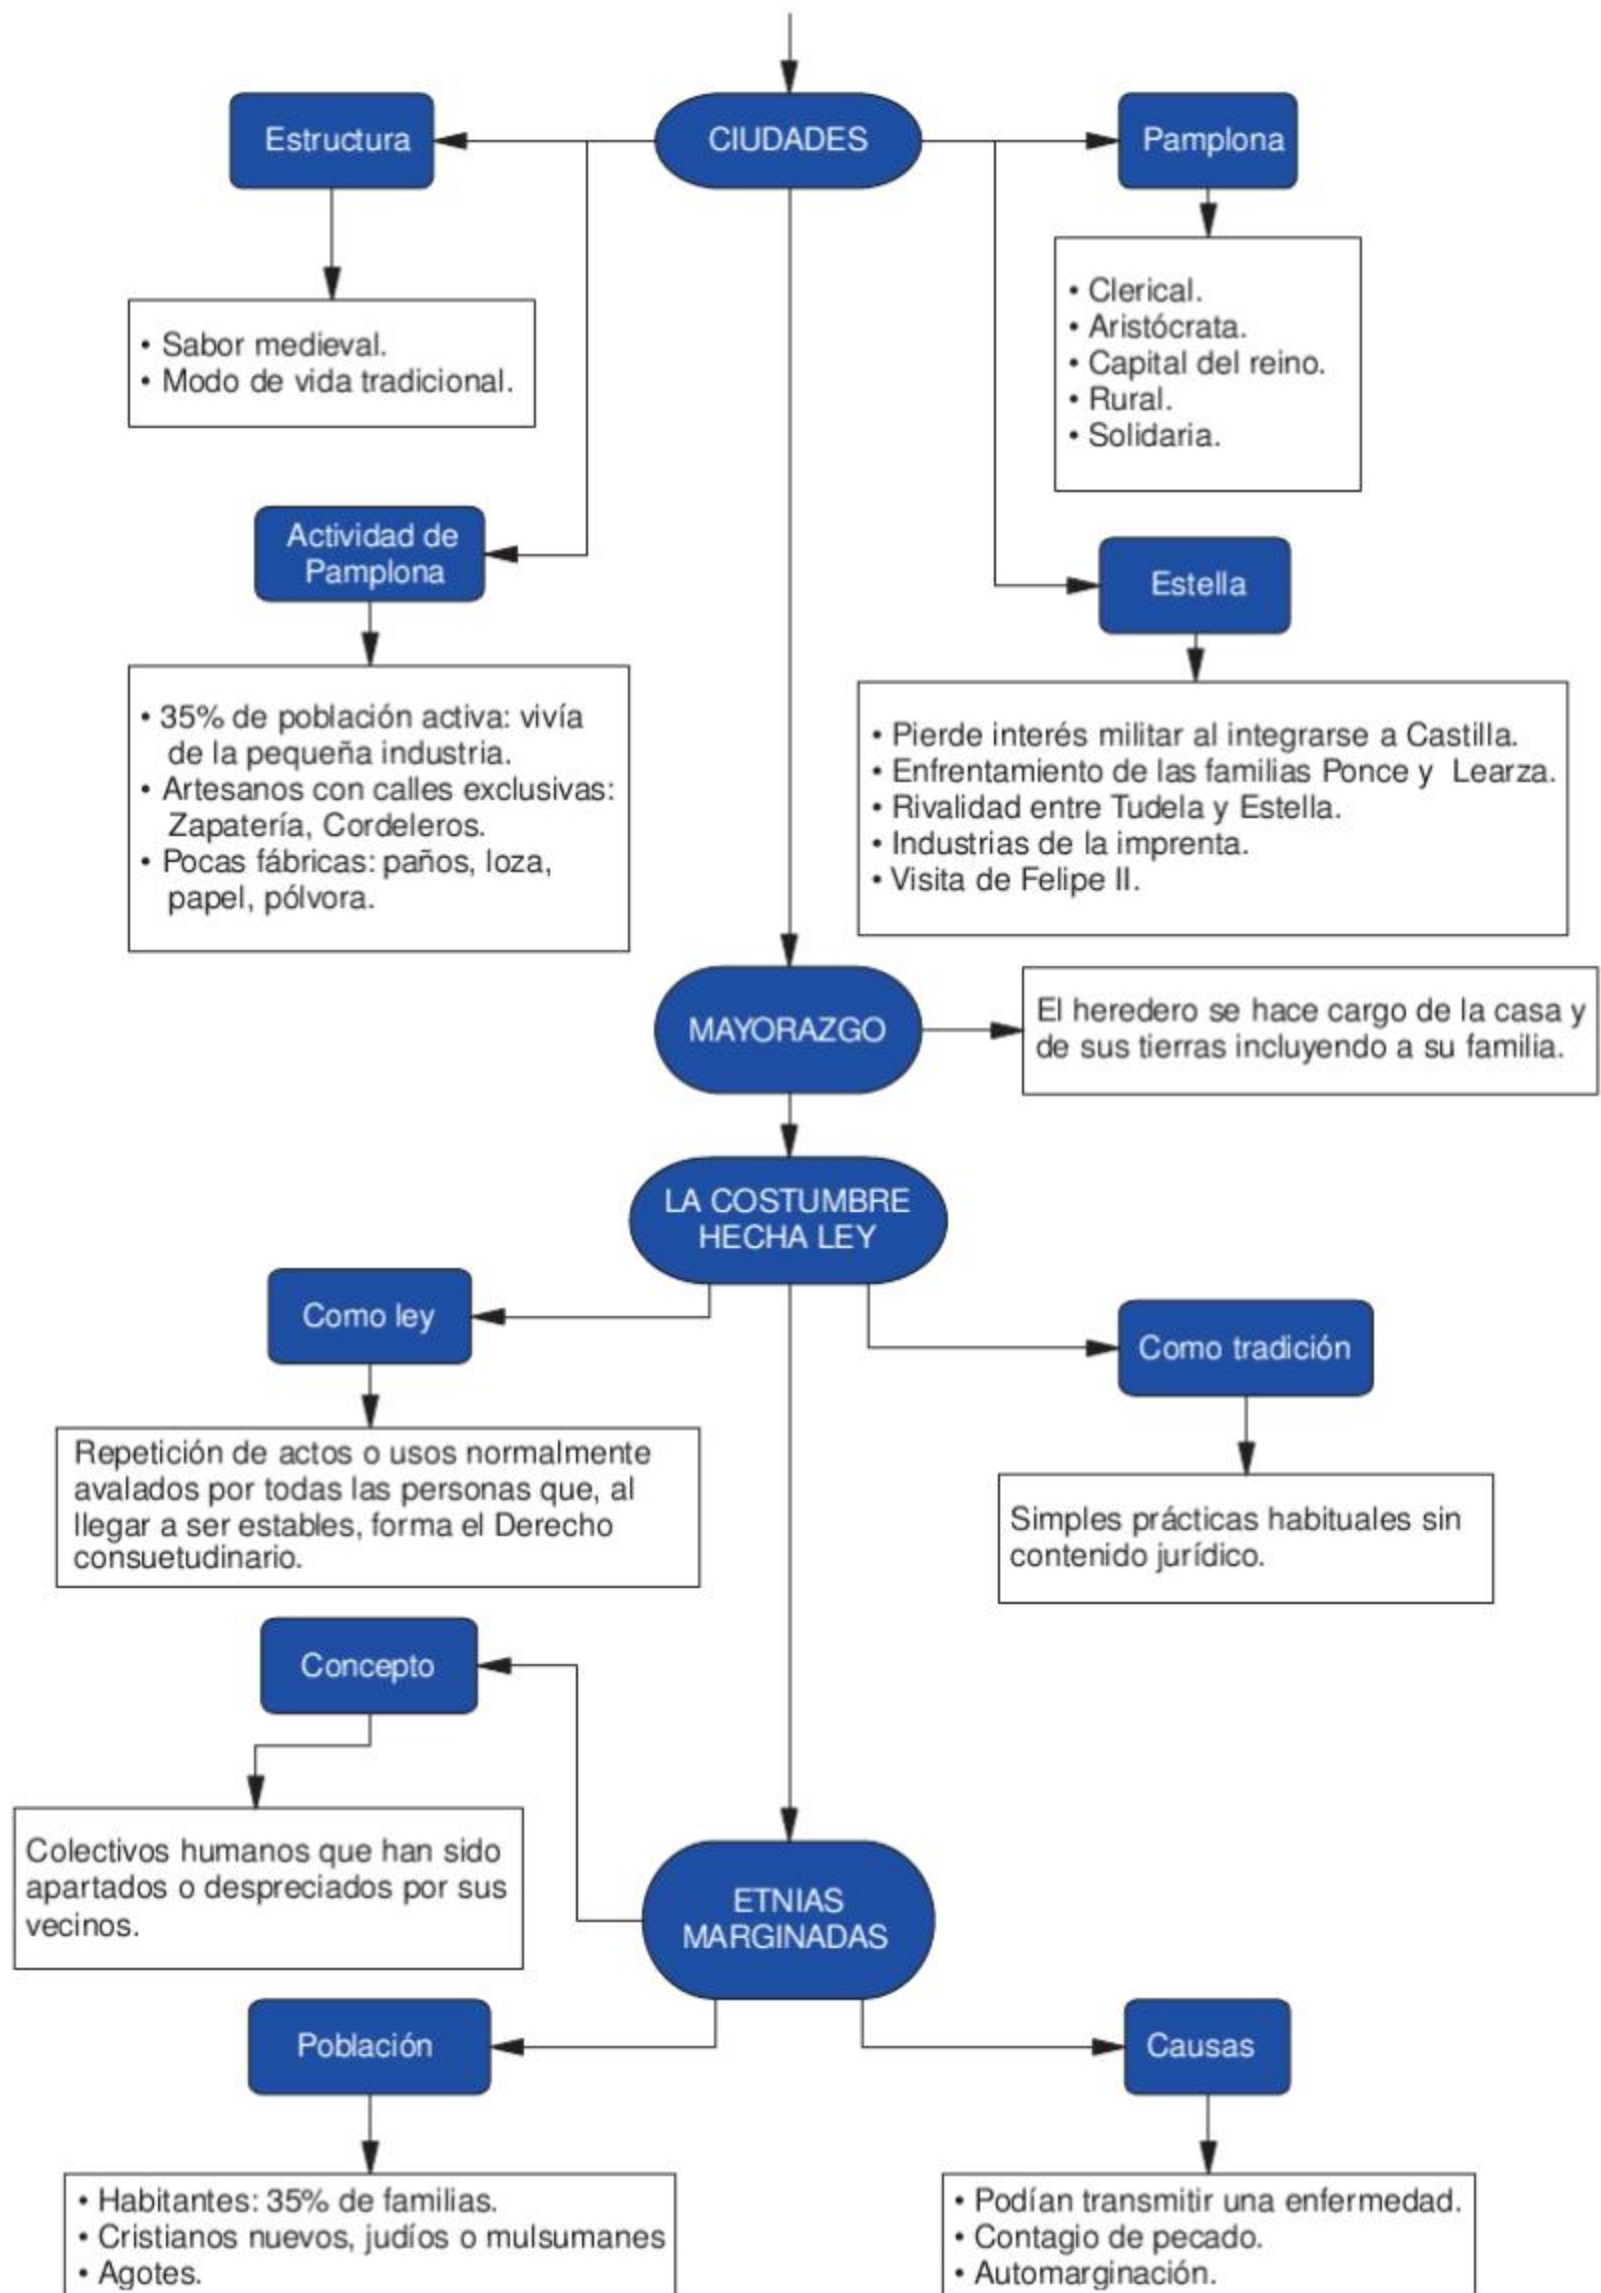 CIUDADES
Estructura
• Sabor medieval.
• Modo de vida tradicional.
Pamplona
• Clerical.
• Aristócrata.
• Capital del reino.
• Rural.
• Solidaria.
Actividad de
Pamplona
• 35% de población activa: vivía
de la pequeña industria.
• Artesanos con calles exclusivas:
Zapatería, Cordeleros.
• Pocas fábricas: paños, loza,
papel, pólvora.
Estella
• Pierde interés militar al integrarse a Castilla.
• Enfrentamiento de las familias Ponce y Learza.
• Rivalidad entre Tudela y Estella.
• Industrias de la imprenta.
• Visita de Felipe II.
MAYORAZGO
El heredero se hace cargo de la casa y
de sus tierras incluyendo a su familia.
LA COSTUMBRE
HECHA LEY
Como ley
Repetición de actos o usos normalmente
avalados por todas las personas que, al
llegar a ser estables, forma el Derecho
consuetudinario.
Como tradición
Simples prácticas habituales sin
contenido jurídico.
ETNIAS
MARGINADAS
Concepto
Colectivos humanos que han sido
apartados o despreciados por sus
vecinos.
Población
• Habitantes: 35% de familias.
• Cristianos nuevos, judíos o mulsumanes
• Agotes.
Causas
• Podían transmitir una enfermedad.
• Contagio de pecado.
• Automarginación.